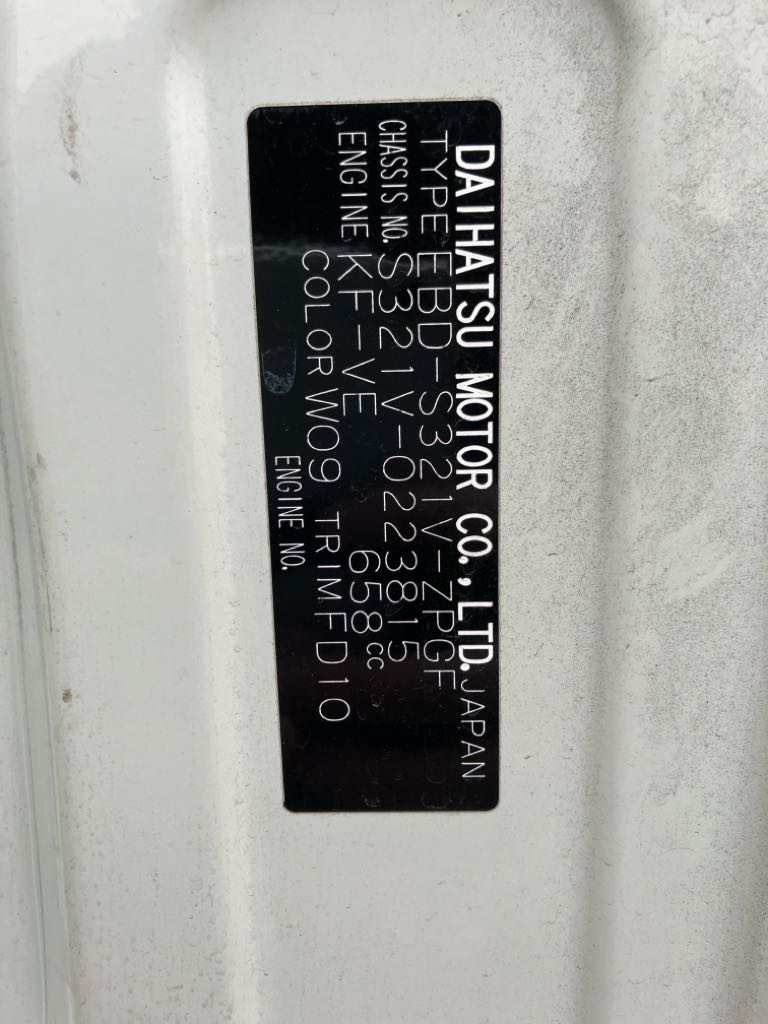 DAIHATSU MOTOR CO., LTD. JAPAN
TYPE EBD-S321V-ZPGF
CHASSIS NO. S321V-0223815
ENGINE KF-VE 658cc
COLOR W09 TRIM FD10
ENGINE NO.